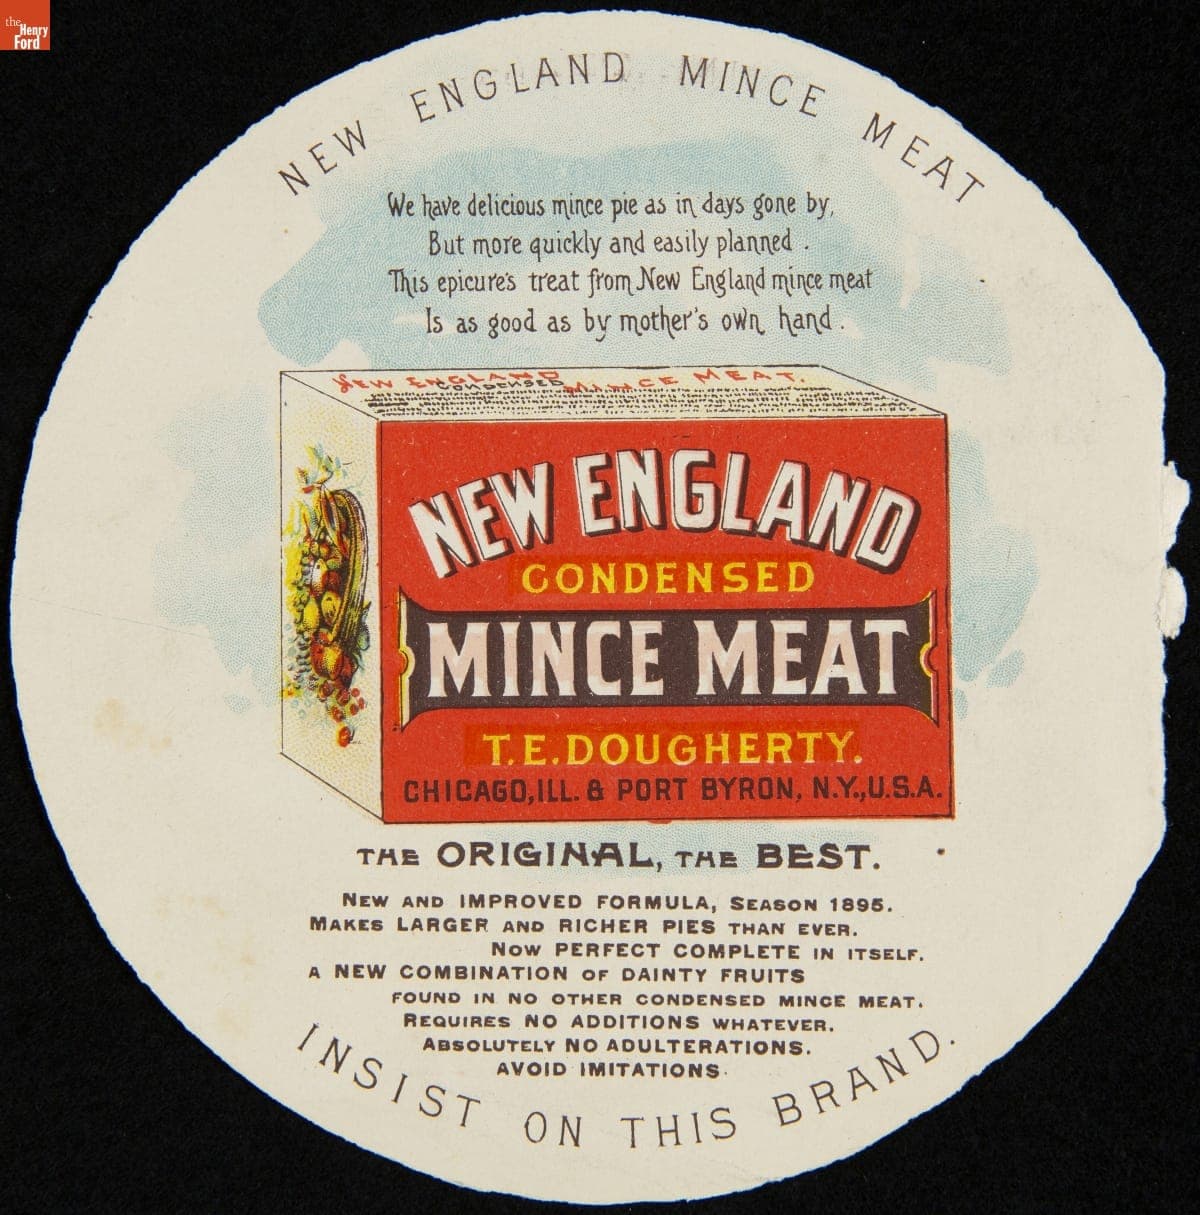 the
Henry
Ford
NEW ENGLAND MINCE MEAT
We have delicious mince pie as in days gone by,
But more quickly and easily planned.
This epicure's treat from New England mince meat
Is as good as by mother's own hand.
NEW ENGLAND CONDENSED MINCE MEAT.
NEW ENGLAND
CONDENSED
MINCE MEAT
T.E.DOUGHERTY.
CHICAGO,ILL. & PORT BYRON, N.Y.,U.S.A.
THE ORIGINAL, THE BEST.
NEW AND IMPROVED FORMULA, SEASON 1895.
MAKES LARGER AND RICHER PIES THAN EVER.
NOW PERFECT COMPLETE IN ITSELF.
A NEW COMBINATION OF DAINTY FRUITS
FOUND IN NO OTHER CONDENSED MINCE MEAT.
REQUIRES NO ADDITIONS WHATEVER.
ABSOLUTELY NO ADULTERATIONS.
AVOID IMITATIONS.
INSIST ON THIS BRAND.